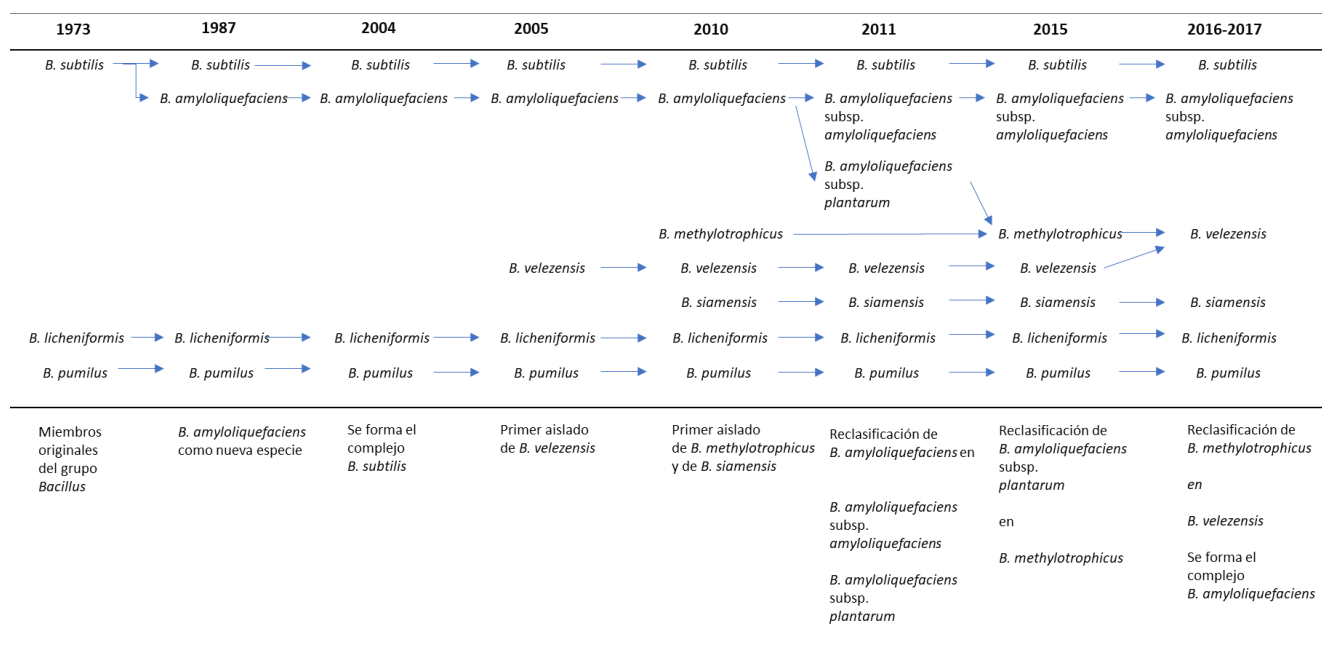 1973 1987 2004 2005 2010 2011 2015 2016-2017
B. subtilis B. subtilis B. subtilis B. subtilis B. subtilis B. subtilis B. subtilis B. subtilis
B. amyloliquefaciens B. amyloliquefaciens B. amyloliquefaciens B. amyloliquefaciens B. amyloliquefaciens B. amyloliquefaciens B. amyloliquefaciens
subsp. subsp. subsp.
amyloliquefaciens amyloliquefaciens amyloliquefaciens
B. amyloliquefaciens
subsp.
plantarum
B. methylotrophicus B. methylotrophicus B. velezensis
B. velezensis B. velezensis B. velezensis B. velezensis
B. siamensis B. siamensis B. siamensis B. siamensis
B. licheniformis B. licheniformis B. licheniformis B. licheniformis B. licheniformis B. licheniformis B. licheniformis B. licheniformis
B. pumilus B. pumilus B. pumilus B. pumilus B. pumilus B. pumilus B. pumilus B. pumilus
Miembros
originales
del grupo
Bacillus
B. amyloliquefaciens
como nueva especie
Se forma el
complejo
B. subtilis
Primer aislado
de B. velezensis
Primer aislado
de B. methylotrophicus
y de B. siamensis
Reclasificación de
B. amyloliquefaciens en
B. amyloliquefaciens
subsp.
amyloliquefaciens
B. amyloliquefaciens
subsp.
plantarum
Reclasificación de
B. amyloliquefaciens
subsp.
plantarum
en
B. methylotrophicus
Reclasificación de
B. methylotrophicus
en
B. velezensis
Se forma el
complejo
B. amyloliquefaciens